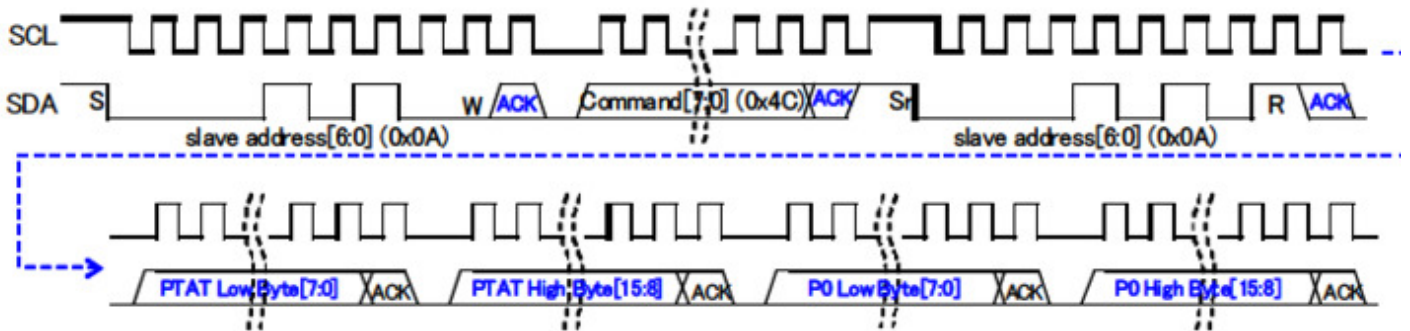 SCL
SDA S W ACK Command[7:0] (0x4C) ACK Sr R ACK
slave address[6:0] (0x0A) slave address[6:0] (0x0A)
PTAT Low Byte[7:0] ACK PTAT High Byte[15:8] ACK P0 Low Byte[7:0] ACK P0 High Byte[15:8] ACK